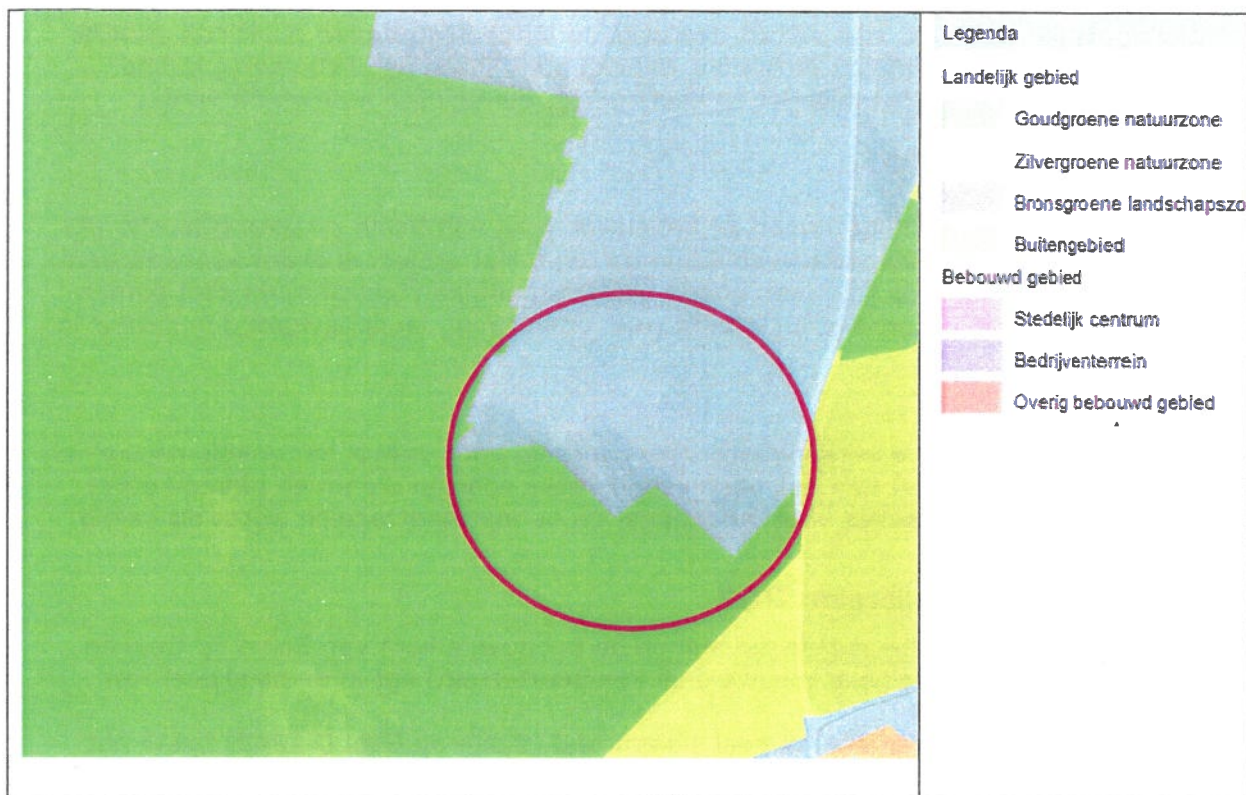 Legenda
Landelijk gebied
Goudgroene natuurzone
Zilvergroene natuurzone
Bronsgroene landschapszo
Buitengebied
Bebouwd gebied
Stedelijk centrum
Bedrijventerrein
Overig bebouwd gebied